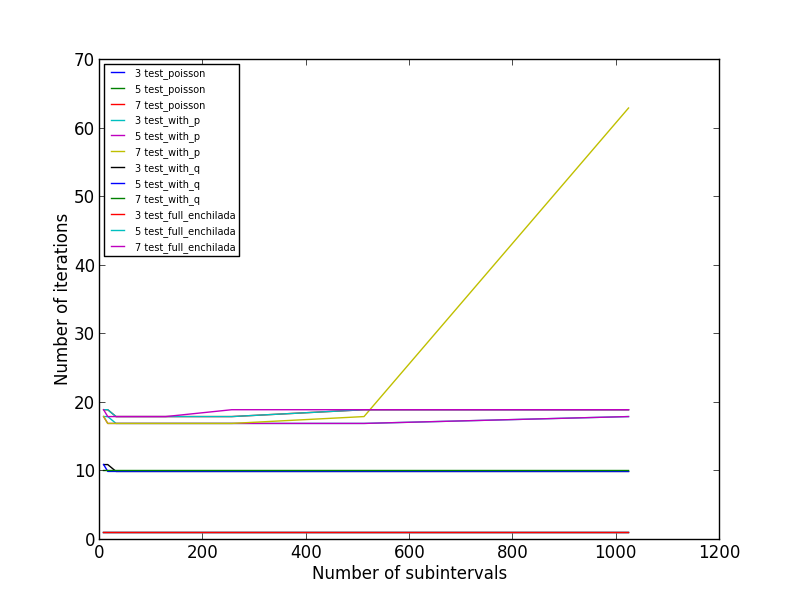 70
60
50
40
30
20
10
0
Number of iterations
3 test_poisson
5 test_poisson
7 test_poisson
3 test_with_p
5 test_with_p
7 test_with_p
3 test_with_q
5 test_with_q
7 test_with_q
3 test_full_enchilada
5 test_full_enchilada
7 test_full_enchilada
0 200 400 600 800 1000 1200
Number of subintervals